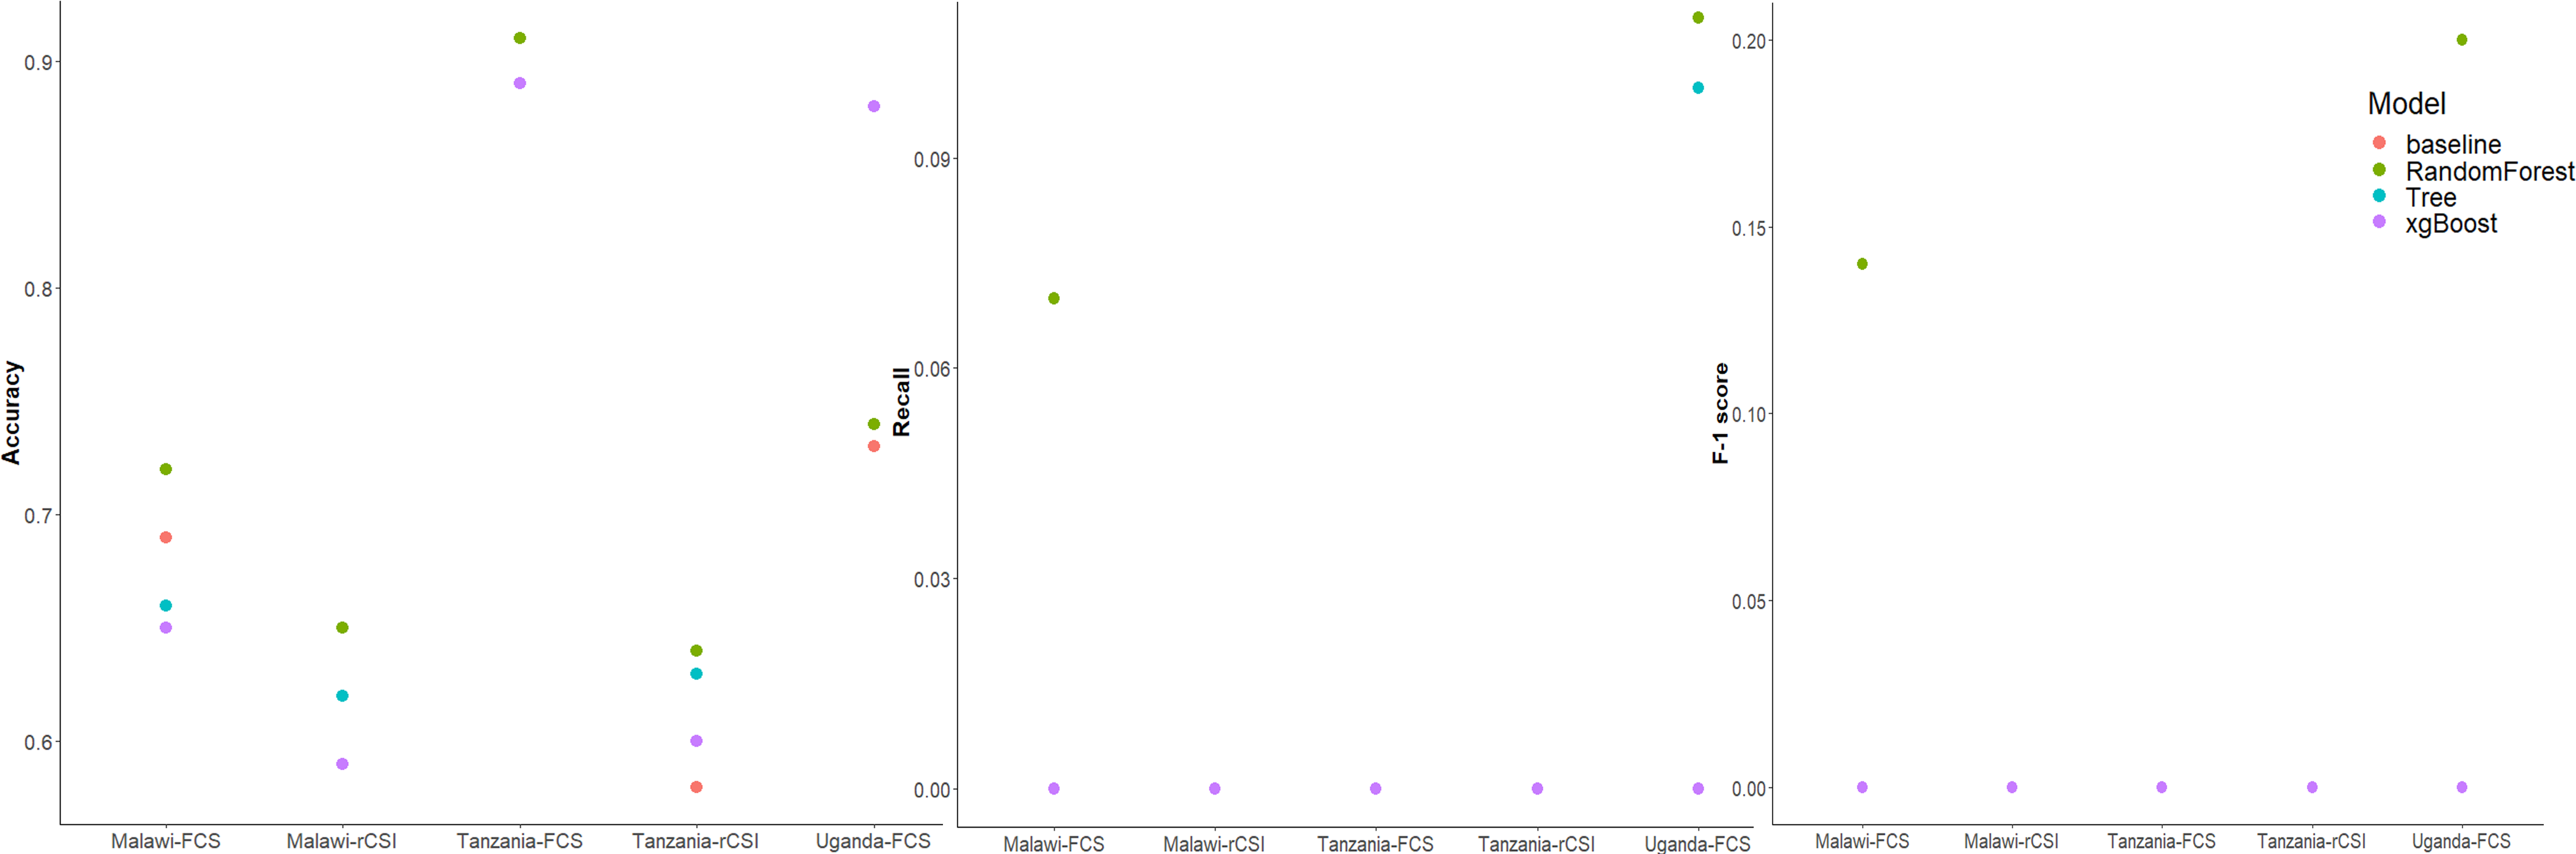 Accuracy
0.9
0.8
0.7
0.6
Malawi-FCS
Malawi-rCSI
Tanzania-FCS
Tanzania-rCSI
Uganda-FCS
Recall
0.09
0.06
0.03
0.00
Malawi-FCS
Malawi-rCSI
Tanzania-FCS
Tanzania-rCSI
Uganda-FCS
F-1 score
0.20
0.15
0.10
0.05
0.00
Malawi-FCS
Malawi-rCSI
Tanzania-FCS
Tanzania-rCSI
Uganda-FCS
Model
baseline
RandomForest
Tree
xgBoost